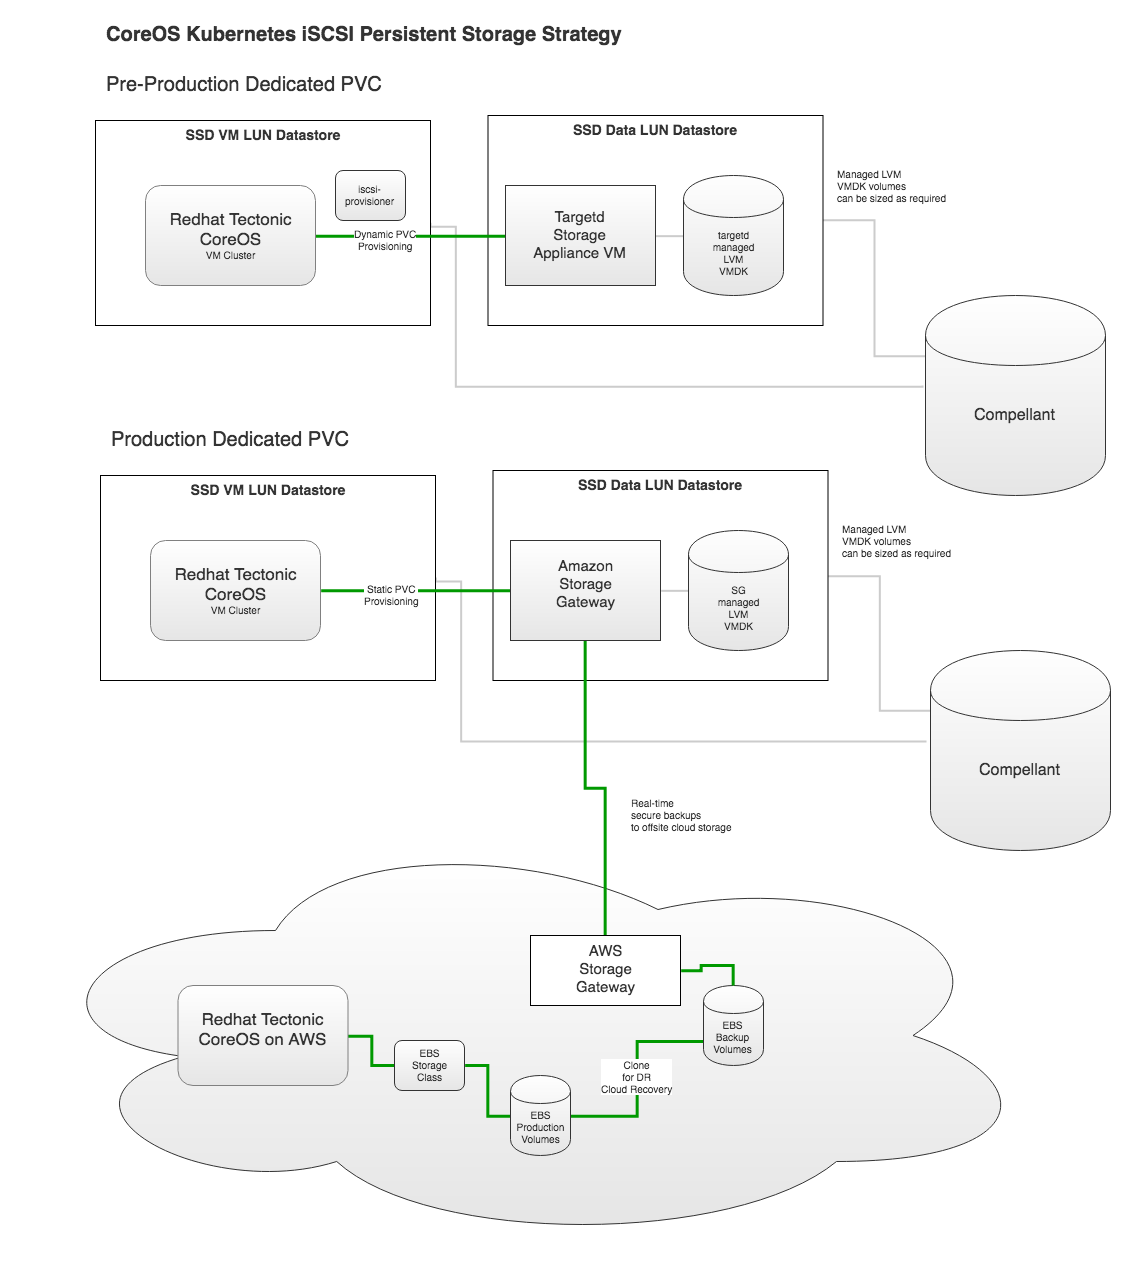 CoreOS Kubernetes iSCSI Persistent Storage Strategy
Pre-Production Dedicated PVC
SSD VM LUN Datastore
Redhat Tectonic
CoreOS
VM Cluster
iscsi-
provisioner
Dynamic PVC
Provisioning
SSD Data LUN Datastore
Targetd
Storage
Appliance VM
targetd
managed
LVM
VMDK
Managed LVM
VMDK volumes
can be sized as required
Compellant
Production Dedicated PVC
SSD VM LUN Datastore
Redhat Tectonic
CoreOS
VM Cluster
Static PVC
Provisioning
SSD Data LUN Datastore
Amazon
Storage
Gateway
SG
managed
LVM
VMDK
Managed LVM
VMDK volumes
can be sized as required
Compellant
Real-time
secure backups
to offsite cloud storage
AWS
Storage
Gateway
Redhat Tectonic
CoreOS on AWS
EBS
Storage
Class
EBS
Production
Volumes
Clone
for DR
Cloud Recovery
EBS
Backup
Volumes